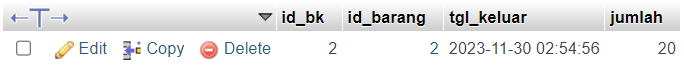 id_bk id_barang tgl_keluar jumlah
Edit Copy Delete 2 2 2023-11-30 02:54:56 20